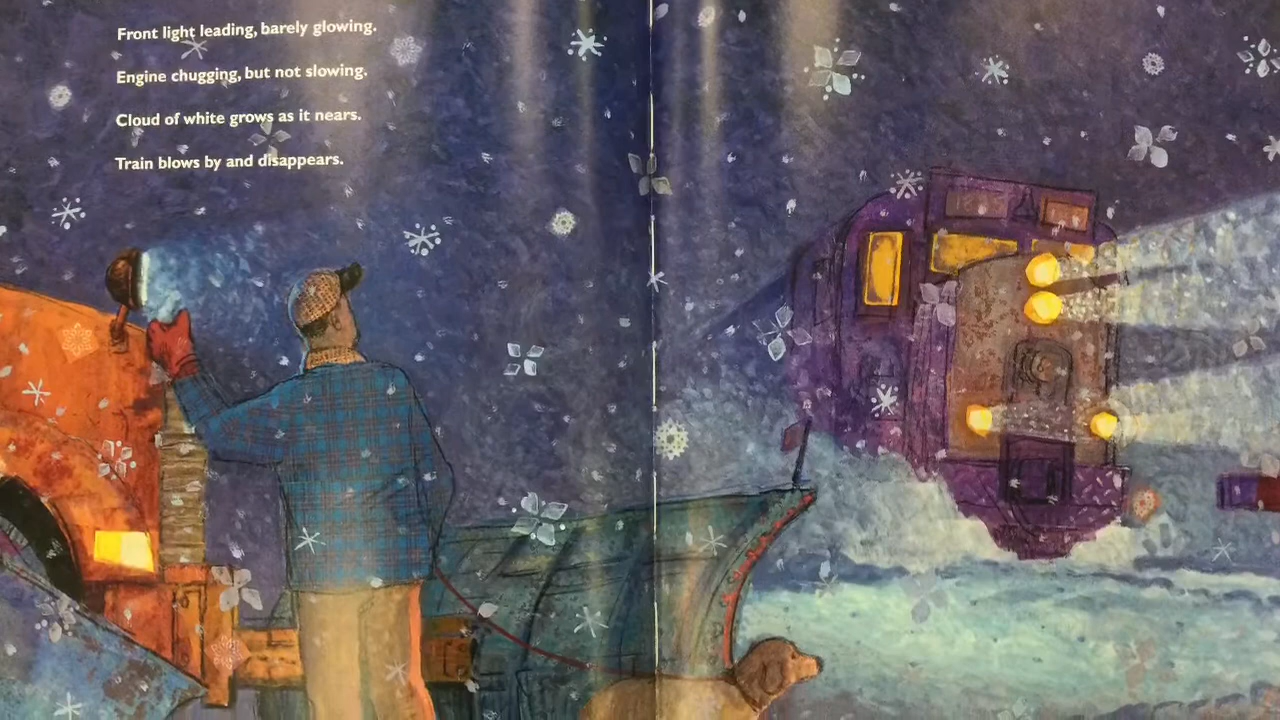 Front light leading, barely glowing.
Engine chugging, but not slowing.
Cloud of white grows as it nears.
Train blows by and disappears.